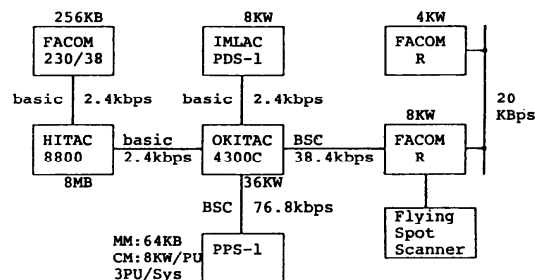 256KB 8KW 4KW
FACOM 230/38
IMLAC PDS-1
FACOM R
basic 2.4kbps
basic 2.4kbps
20 KBps
8KW
HITAC 8800
basic 2.4kbps
OKITAC 4300C
BSC 38.4kbps
FACOM R
8MB
36KW
BSC 76.8kbps
MM:64KB
CM:8KW/PU
3PU/Sys
PPS-1
Flying
Spot
Scanner